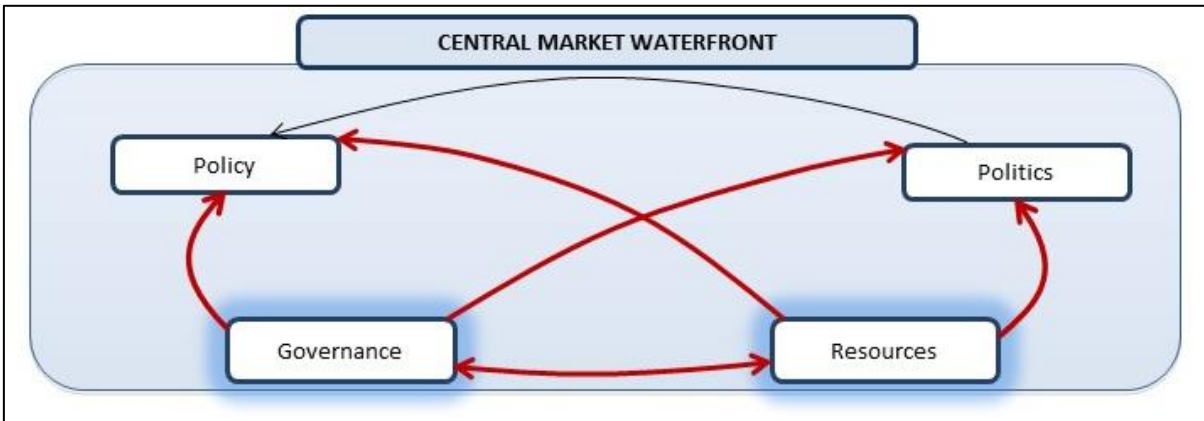 CENTRAL MARKET WATERFRONT
Policy
Politics
Governance
Resources